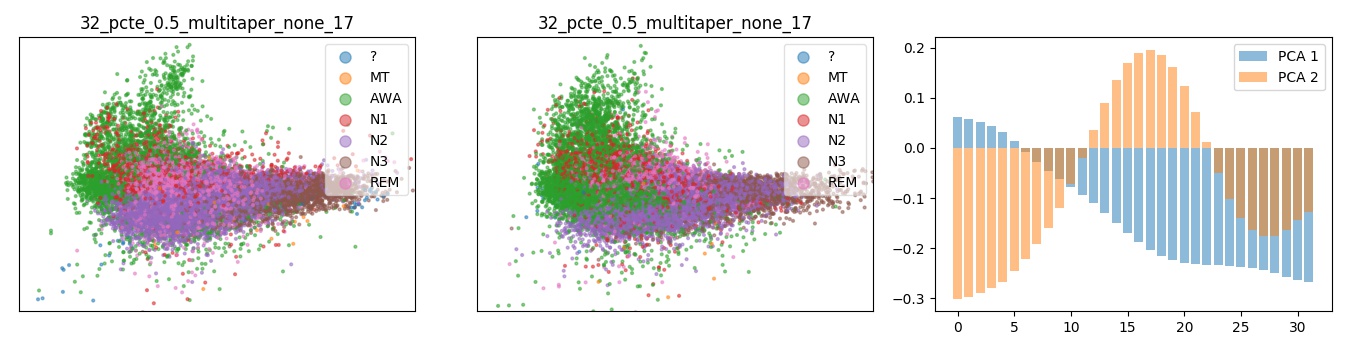 32_pcte_0.5_multitaper_none_17
?
MT
AWA
N1
N2
N3
REM
32_pcte_0.5_multitaper_none_17
?
MT
AWA
N1
N2
N3
REM
PCA 1
PCA 2
0.2
0.1
0.0
−0.1
−0.2
−0.3
0
5
10
15
20
25
30